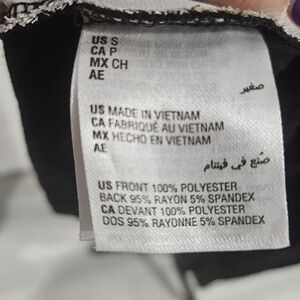 US S
CA P
MX CH
AE
صغير
US MADE IN VIETNAM
CA FABRIQUÉ AU VIETNAM
MX HECHO EN VIETNAM
AE
صُنع في فيتنام
US FRONT 100% POLYESTER
BACK 95% RAYON 5% SPANDEX
CA DEVANT 100% POLYESTER
DOS 95% RAYONNE 5% SPANDEX